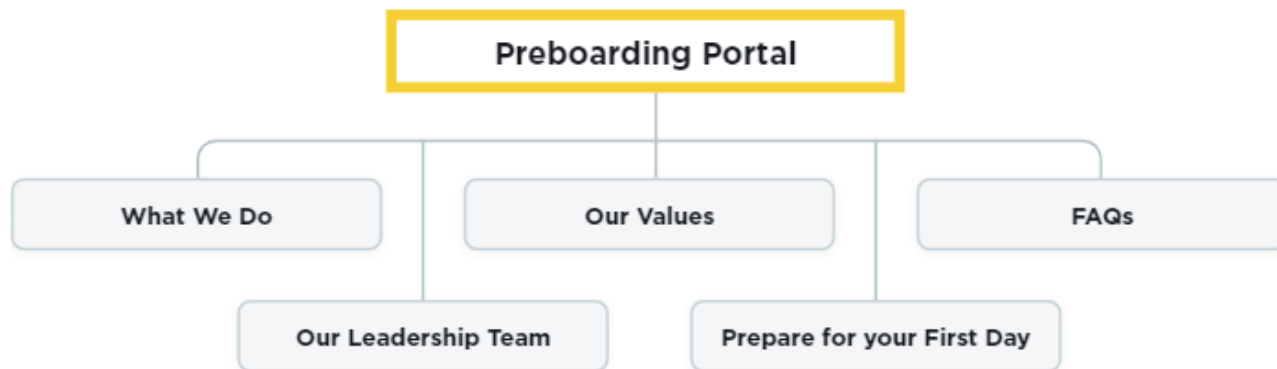 Preboarding Portal
What We Do
Our Values
FAQs
Our Leadership Team
Prepare for your First Day